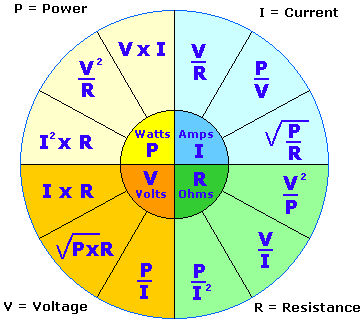 P = Power
I = Current
V x I
V² / R
I² x R
V / R
P / V
√(P / R)
Watts
P
Amps
I
V
Volts
R
Ohms
I x R
√PxR
P / I
V² / P
V / I
P / I²
V = Voltage
R = Resistance